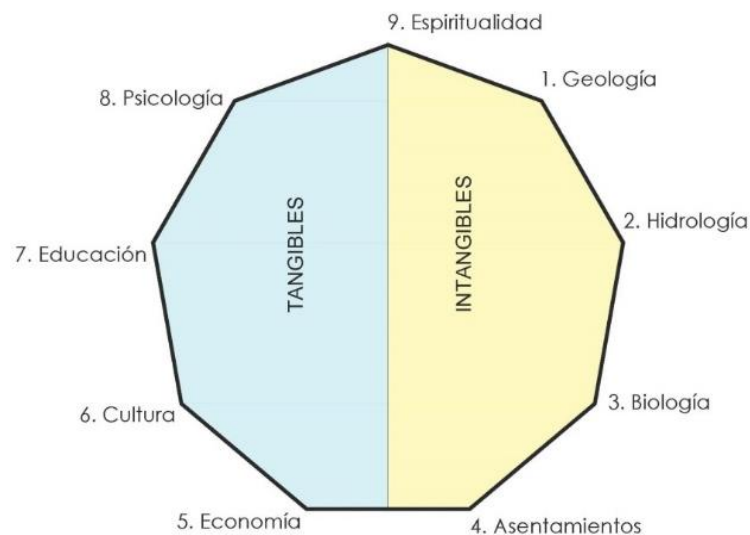 9. Espiritualidad
1. Geología
8. Psicología
2. Hidrología
TANGIBLES
INTANGIBLES
7. Educación
3. Biología
6. Cultura
5. Economía
4. Asentamientos